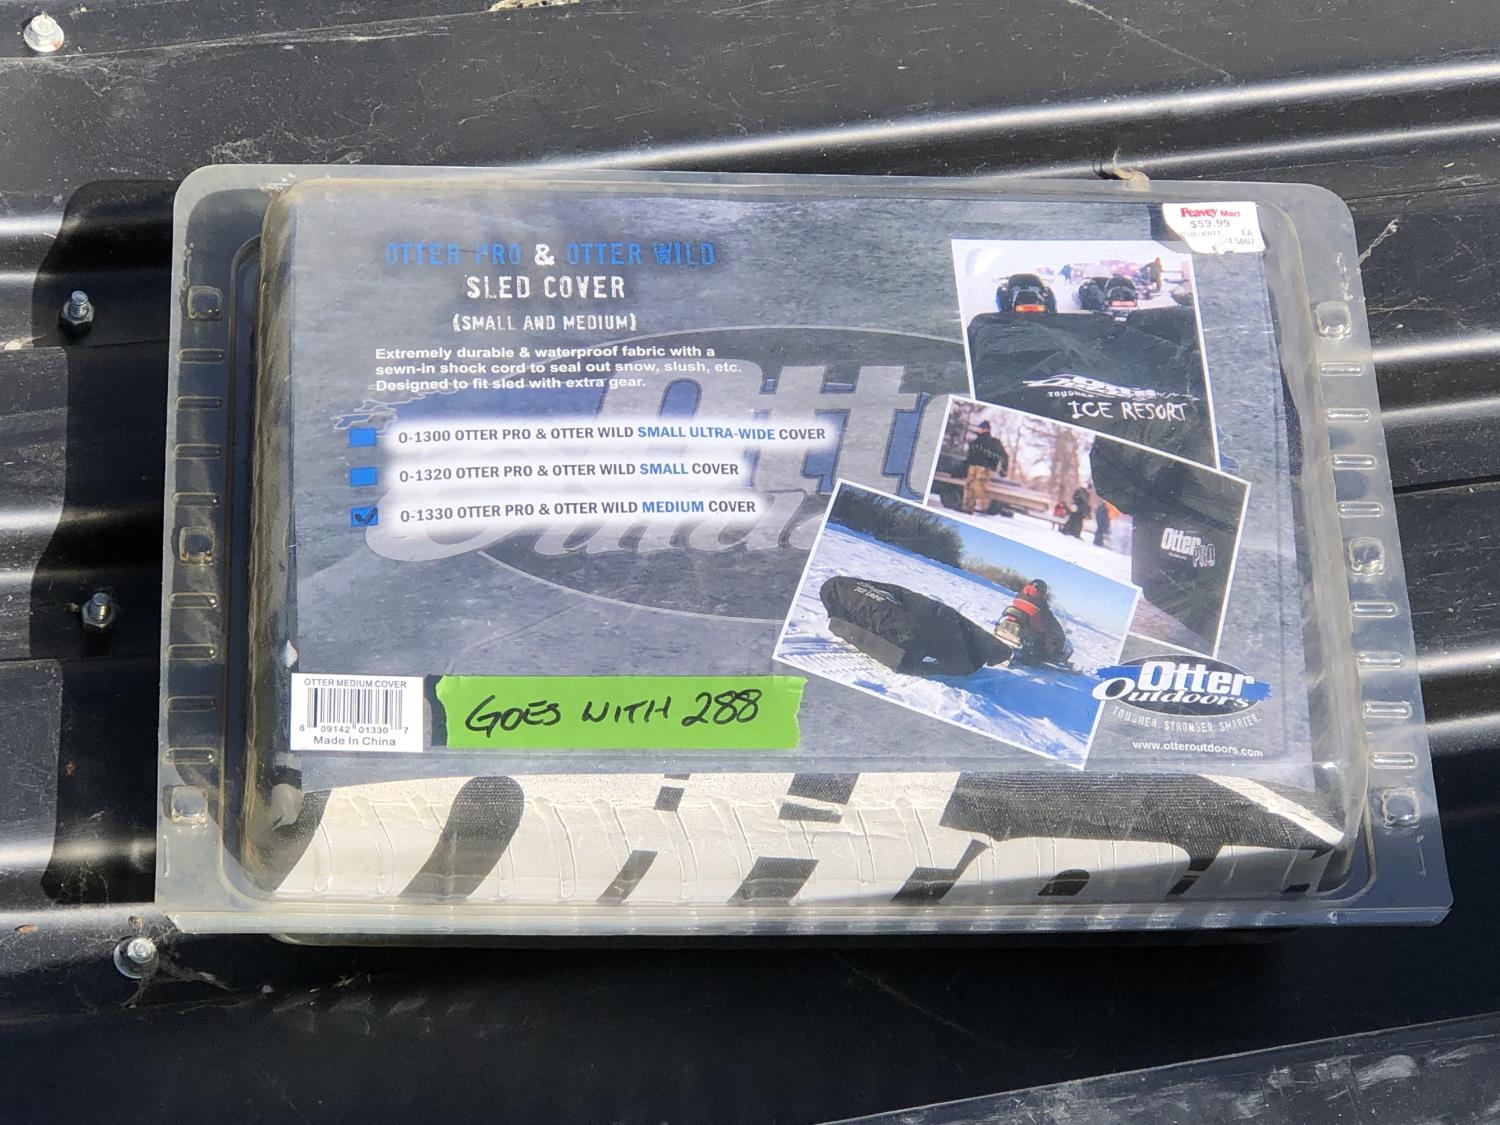 Peavey Mart
$59.99
EA
OTTER PRO & OTTER WILD
SLED COVER
(SMALL AND MEDIUM)
Extremely durable & waterproof fabric with a
sewn-in shock cord to seal out snow, slush, etc.
Designed to fit sled with extra gear.
O-1300 OTTER PRO & OTTER WILD SMALL ULTRA-WIDE COVER
O-1320 OTTER PRO & OTTER WILD SMALL COVER
O-1330 OTTER PRO & OTTER WILD MEDIUM COVER
Otter
Outdoors
ICE RESORT
Otter
PRO
OTTER MEDIUM COVER
6 09142 01330 7
Made In China
GOES WITH 288
Otter
Outdoors
TOUGHER. STRONGER. SMARTER.
www.otteroutdoors.com